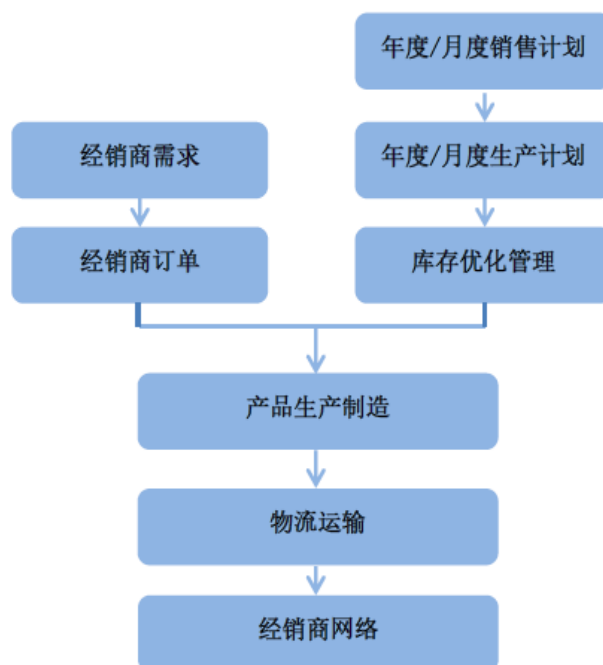 年度/月度销售计划
经销商需求
年度/月度生产计划
经销商订单
库存优化管理
产品生产制造
物流运输
经销商网络